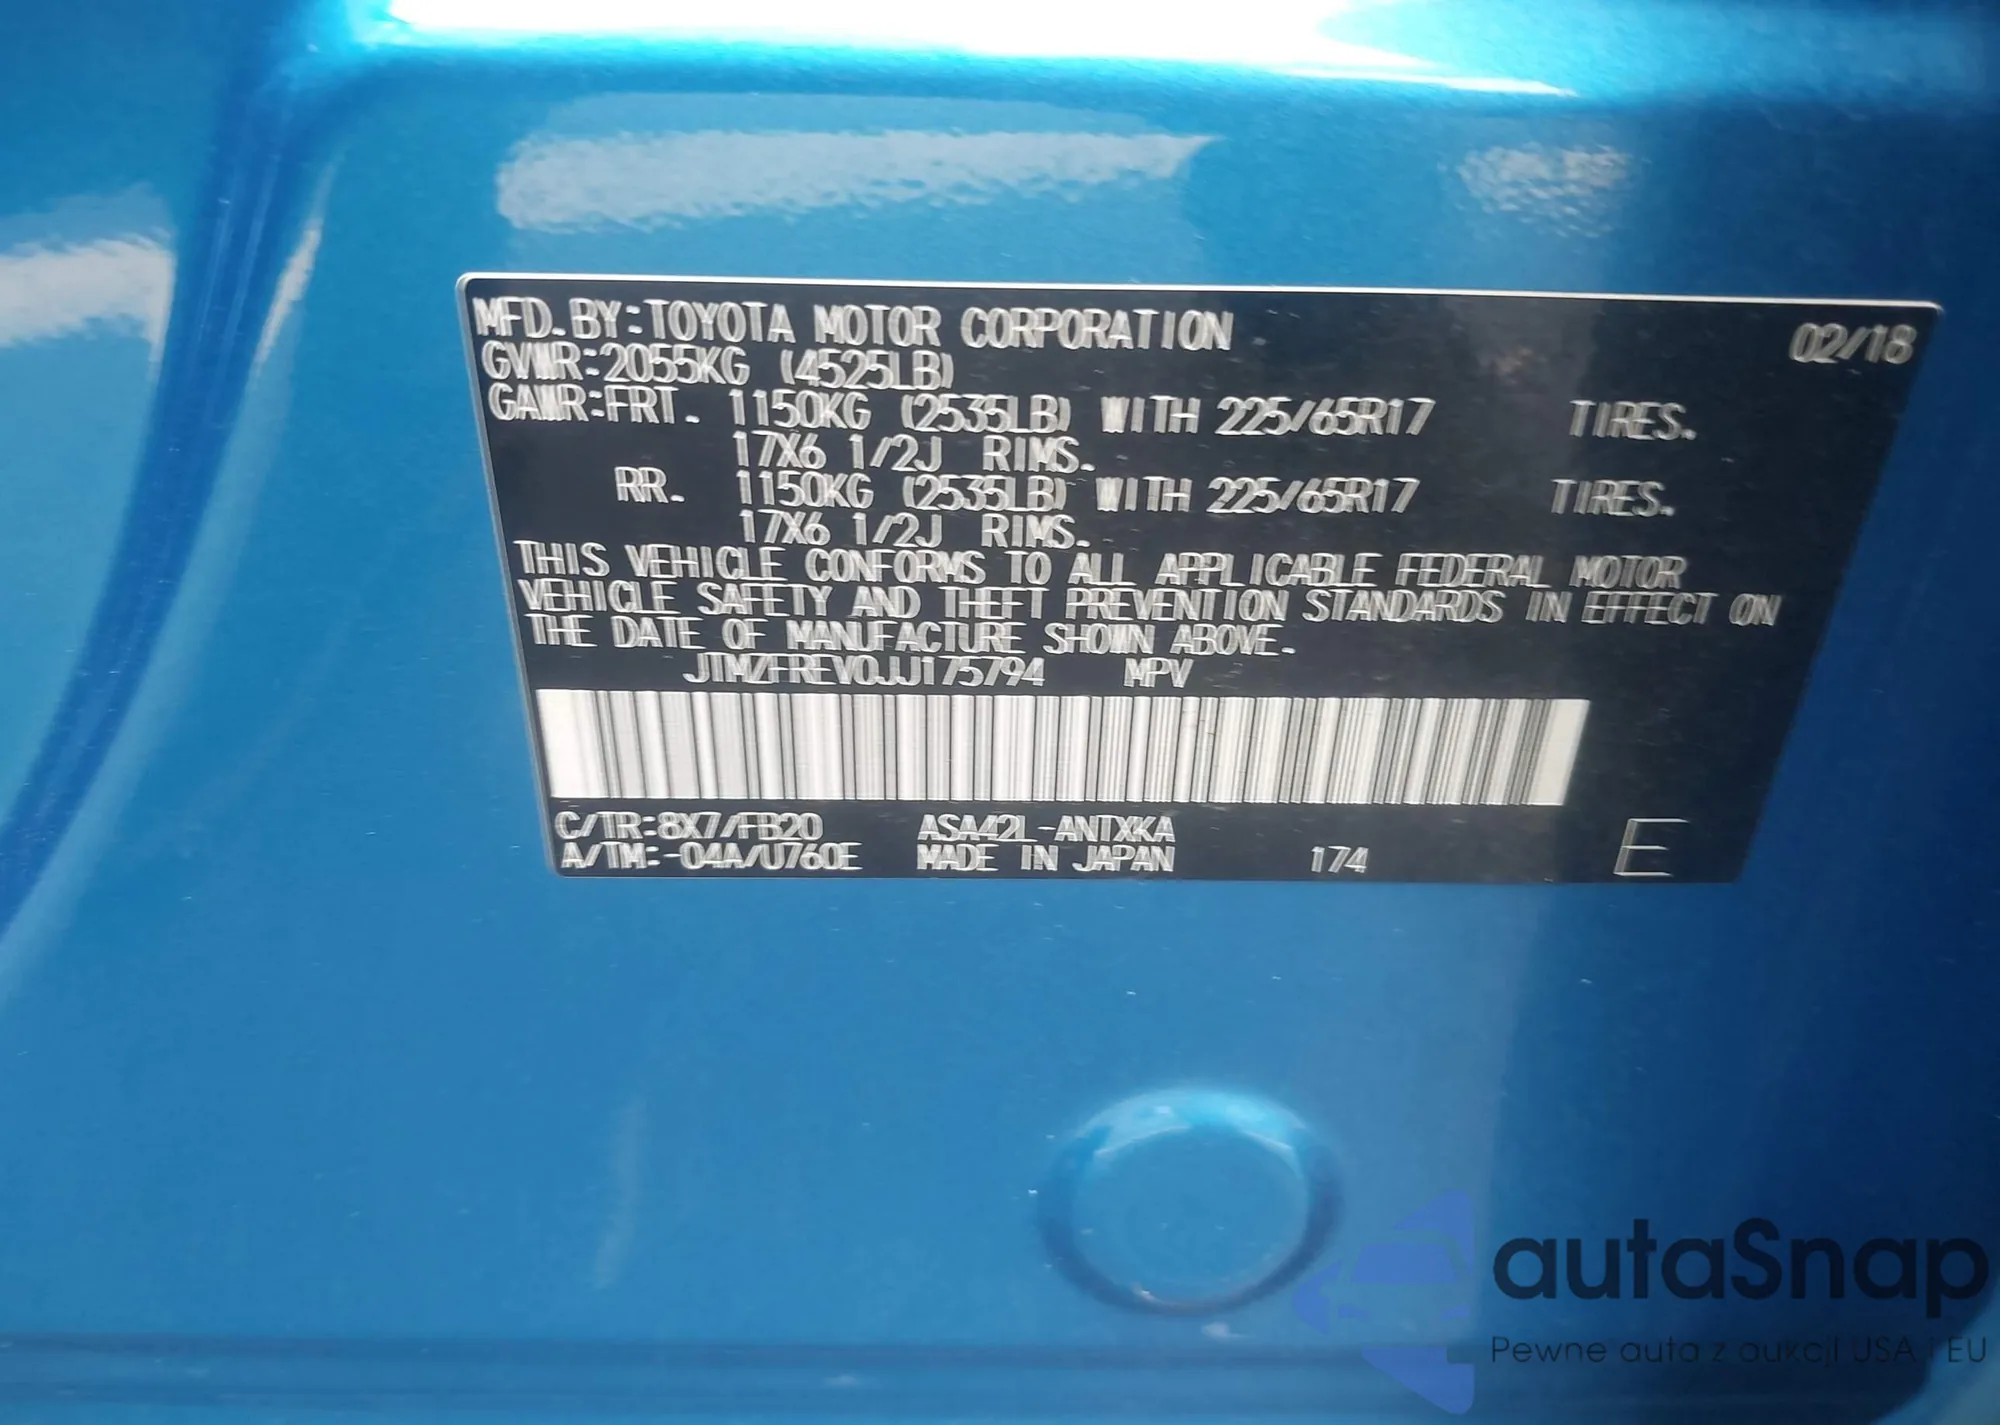 MFD. BY:TOYOTA MOTOR CORPORATION 02/18
GVWR:2055KG (4525LB)
GAWR:FRT. 1150KG (2535LB) WITH 225/65R17 TIRES.
17X6 1/2J RIMS.
RR. 1150KG (2535LB) WITH 225/65R17 TIRES.
17X6 1/2J RIMS.
THIS VEHICLE CONFORMS TO ALL APPLICABLE FEDERAL MOTOR
VEHICLE SAFETY AND THEFT PREVENTION STANDARDS IN EFFECT ON
THE DATE OF MANUFACTURE SHOWN ABOVE.
JTMZFREV0JJ175794 MPV
C/TR:8X7/FB20 ASA42L-ANTXKA
A/TM:-04A/U760E MADE IN JAPAN 174 E
autaSnap
Pewne auta z aukcji USA i EU